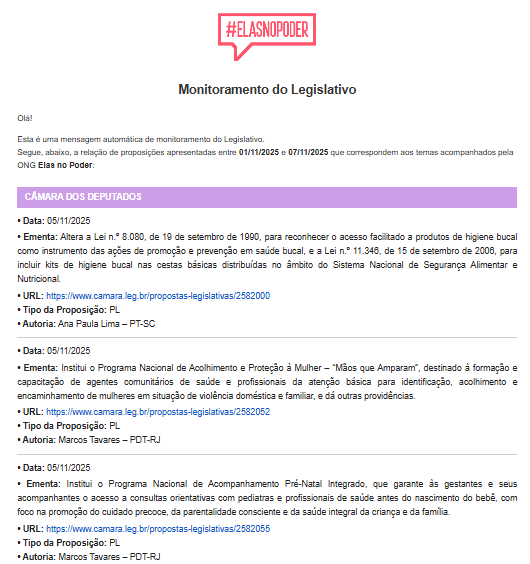 #ELASNOPODER
Monitoramento do Legislativo
Olá!
Esta é uma mensagem automática de monitoramento do Legislativo.
Segue, abaixo, a relação de proposições apresentadas entre 01/11/2025 e 07/11/2025 que correspondem aos temas acompanhados pela
ONG Elas no Poder:
CÂMARA DOS DEPUTADOS
• Data: 05/11/2025
• Ementa: Altera a Lei n.º 8.080, de 19 de setembro de 1990, para reconhecer o acesso facilitado a produtos de higiene bucal
como instrumento das ações de promoção e prevenção em saúde bucal, e a Lei n.º 11.346, de 15 de setembro de 2006, para
incluir kits de higiene bucal nas cestas básicas distribuídas no âmbito do Sistema Nacional de Segurança Alimentar e
Nutricional.
• URL: https://www.camara.leg.br/propostas-legislativas/2582000
• Tipo da Proposição: PL
• Autoria: Ana Paula Lima – PT-SC
• Data: 05/11/2025
• Ementa: Institui o Programa Nacional de Acolhimento e Proteção à Mulher – “Mãos que Amparam”, destinado à formação e
capacitação de agentes comunitários de saúde e profissionais da atenção básica para identificação, acolhimento e
encaminhamento de mulheres em situação de violência doméstica e familiar, e dá outras providências.
• URL: https://www.camara.leg.br/propostas-legislativas/2582052
• Tipo da Proposição: PL
• Autoria: Marcos Tavares – PDT-RJ
• Data: 05/11/2025
• Ementa: Institui o Programa Nacional de Acompanhamento Pré-Natal Integrado, que garante às gestantes e seus
acompanhantes o acesso a consultas orientativas com pediatras e profissionais de saúde antes do nascimento do bebê, com
foco na promoção do cuidado precoce, da parentalidade consciente e da saúde integral da criança e da família.
• URL: https://www.camara.leg.br/propostas-legislativas/2582055
• Tipo da Proposição: PL
• Autoria: Marcos Tavares – PDT-RJ